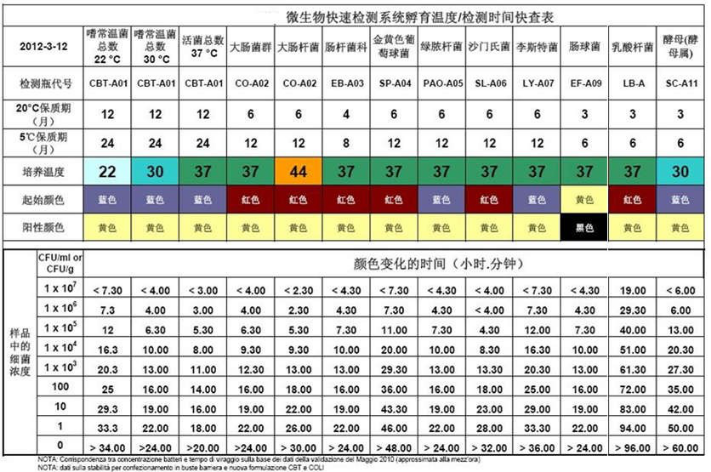 微生物快速检测系统孵育温度/检测时间快查表
2012-3-12 嗜常温菌总数 22 °C 嗜常温菌总数 30 °C 活菌总数 37 °C 大肠菌群 大肠杆菌 肠杆菌科 金黄色葡萄球菌 绿脓杆菌 沙门氏菌 李斯特菌 肠球菌 乳酸杆菌 酵母(酵母属)
检测瓶代号 CBT-A01 CBT-A01 CBT-A01 CO-A02 CO-A02 EB-A03 SP-A04 PAO-A05 SL-A06 LY-A07 EF-A09 LB-A SC-A11
20°C保质期（月） 12 12 12 6 6 4 6 6 6 6 3 3 3
5℃保质期（月） 24 24 24 12 12 8 12 12 12 12 6 6 6
培养温度 22 30 37 37 44 37 37 37 37 37 37 37 30
起始颜色 蓝色 蓝色 蓝色 红色 红色 红色 红色 蓝色 红色 蓝色 黄色 红色 蓝色
阳性颜色 黄色 黄色 黄色 黄色 黄色 黄色 黄色 黄色 黄色 黄色 黑色 黄色 黄色
CFU/ml or CFU/g 颜色变化的时间（小时.分钟）
样品中的细菌浓度
1 x 10⁷ < 7.30 < 4.00 < 3.00 < 4.00 < 2.30 < 4.30 < 7.30 < 4.30 < 4.00 < 7.30 < 4.30 19.00 < 6.00
1 x 10⁶ 7.3 4.00 3.00 4.00 2.30 4.30 7.30 4.30 < 4.00 7.30 4.30 29.30 6.00
1 x 10⁵ 12 6.30 5.30 6.30 5.30 7.30 11.00 7.30 4.30 12.00 7.30 40.00 13.00
1 x 10⁴ 16.3 10.00 8.00 9.30 9.30 10.00 20.00 10.00 8.30 16.30 10.00 51.00 20.30
1 x 10³ 20.3 13.00 11.00 12.30 13.00 13.00 29.30 13.00 13.30 20.30 13.00 61.30 27.30
100 25 16.00 14.00 16.00 18.00 16.00 36.00 16.00 18.00 25.00 16.00 72.00 35.00
10 29.3 19.00 16.00 19.00 22.00 19.00 43.30 19.00 23.00 29.00 19.00 83.00 42.00
1 33.3 22.00 18.00 22.00 26.00 22.00 46.00 22.00 28.00 33.30 22.00 94.00 50.00
0 > 34.00 >24.00 >20.00 > 24.00 > 30.00 > 24.00 > 48.00 > 24.00 > 32.00 > 36.00 > 24.00 >96.00 > 60.00
NOTA: Corrispondenza tra concentrazione batteri e tempo di viraggio sulla base dei dati della validazione del Maggio 2010 (approssimata alla mezz'ora)
NOTA: dati sulla stabilità per confezionamento in buste barriera e nuova formulazione CBT e COLI